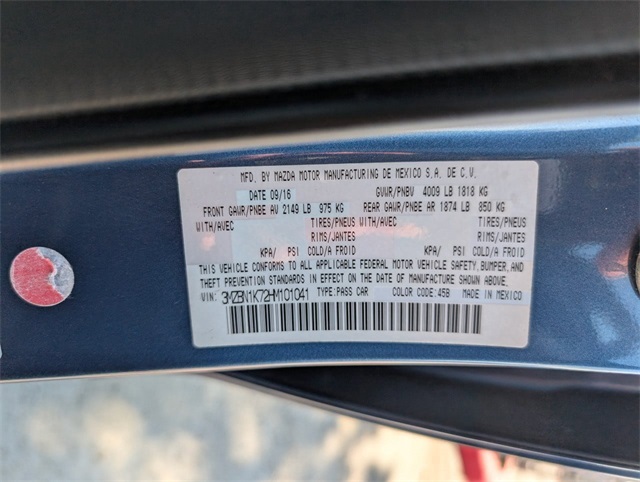 MFD. BY MAZDA MOTOR MANUFACTURING DE MEXICO S.A. DE C.V.
DATE 09/16 GVWR/PNBV 4009 LB 1818 KG
FRONT GAWR/PNBE AV 2149 LB 975 KG REAR GAWR/PNBE AR 1874 LB 850 KG
WITH/AVEC TIRES/PNEUS WITH/AVEC TIRES/PNEUS
RIMS/JANTES RIMS/JANTES
KPA/ PSI COLD/A FROID KPA/ PSI COLD/A FROID
THIS VEHICLE CONFORMS TO ALL APPLICABLE FEDERAL MOTOR VEHICLE SAFETY, BUMPER, AND
THEFT PREVENTION STANDARDS IN EFFECT ON THE DATE OF MANUFACTURE SHOWN ABOVE.
VIN: 3MZBN1K72HM101041 TYPE: PASS CAR COLOR CODE: 45B MADE IN MEXICO